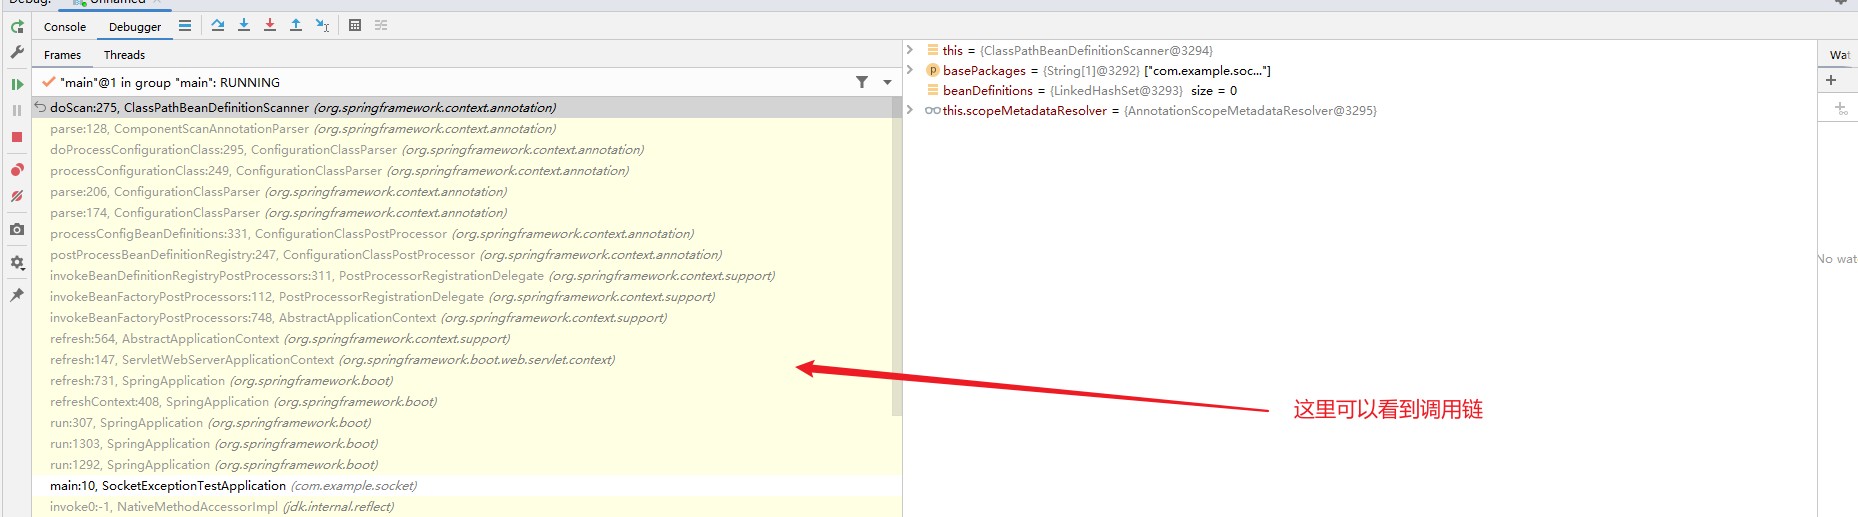 Debug: Unnamed
Console Debugger
Frames Threads
"main"@1 in group "main": RUNNING
doScan:275, ClassPathBeanDefinitionScanner (org.springframework.context.annotation)
parse:128, ComponentScanAnnotationParser (org.springframework.context.annotation)
doProcessConfigurationClass:295, ConfigurationClassParser (org.springframework.context.annotation)
processConfigurationClass:249, ConfigurationClassParser (org.springframework.context.annotation)
parse:206, ConfigurationClassParser (org.springframework.context.annotation)
parse:174, ConfigurationClassParser (org.springframework.context.annotation)
processConfigBeanDefinitions:331, ConfigurationClassPostProcessor (org.springframework.context.annotation)
postProcessBeanDefinitionRegistry:247, ConfigurationClassPostProcessor (org.springframework.context.annotation)
invokeBeanDefinitionRegistryPostProcessors:311, PostProcessorRegistrationDelegate (org.springframework.context.support)
invokeBeanFactoryPostProcessors:112, PostProcessorRegistrationDelegate (org.springframework.context.support)
invokeBeanFactoryPostProcessors:748, AbstractApplicationContext (org.springframework.context.support)
refresh:564, AbstractApplicationContext (org.springframework.context.support)
refresh:147, ServletWebServerApplicationContext (org.springframework.boot.web.servlet.context)
refresh:731, SpringApplication (org.springframework.boot)
refreshContext:408, SpringApplication (org.springframework.boot)
run:307, SpringApplication (org.springframework.boot)
run:1303, SpringApplication (org.springframework.boot)
run:1292, SpringApplication (org.springframework.boot)
main:10, SocketExceptionTestApplication (com.example.socket)
invoke0:-1, NativeMethodAccessorImpl (jdk.internal.reflect)
this = {ClassPathBeanDefinitionScanner@3294}
basePackages = {String[1]@3292} ["com.example.soc..."]
beanDefinitions = {LinkedHashSet@3293} size = 0
this.scopeMetadataResolver = {AnnotationScopeMetadataResolver@3295}
这里可以看到调用链
Wat
No wat